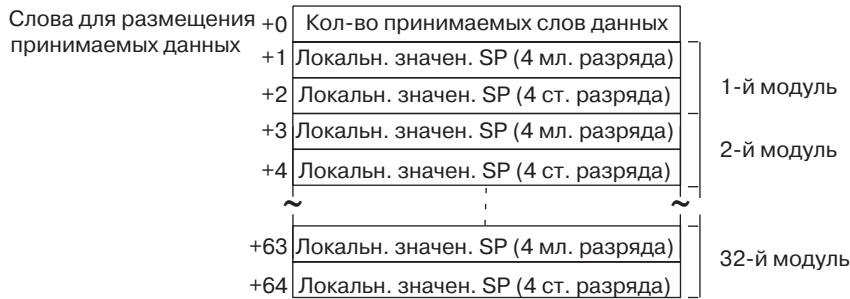 Слова для размещения
принимаемых данных
+0 Кол-во принимаемых слов данных
+1 Локальн. значен. SP (4 мл. разряда)
+2 Локальн. значен. SP (4 ст. разряда)
1-й модуль
+3 Локальн. значен. SP (4 мл. разряда)
+4 Локальн. значен. SP (4 ст. разряда)
2-й модуль
~ ~
+63 Локальн. значен. SP (4 мл. разряда)
+64 Локальн. значен. SP (4 ст. разряда)
32-й модуль